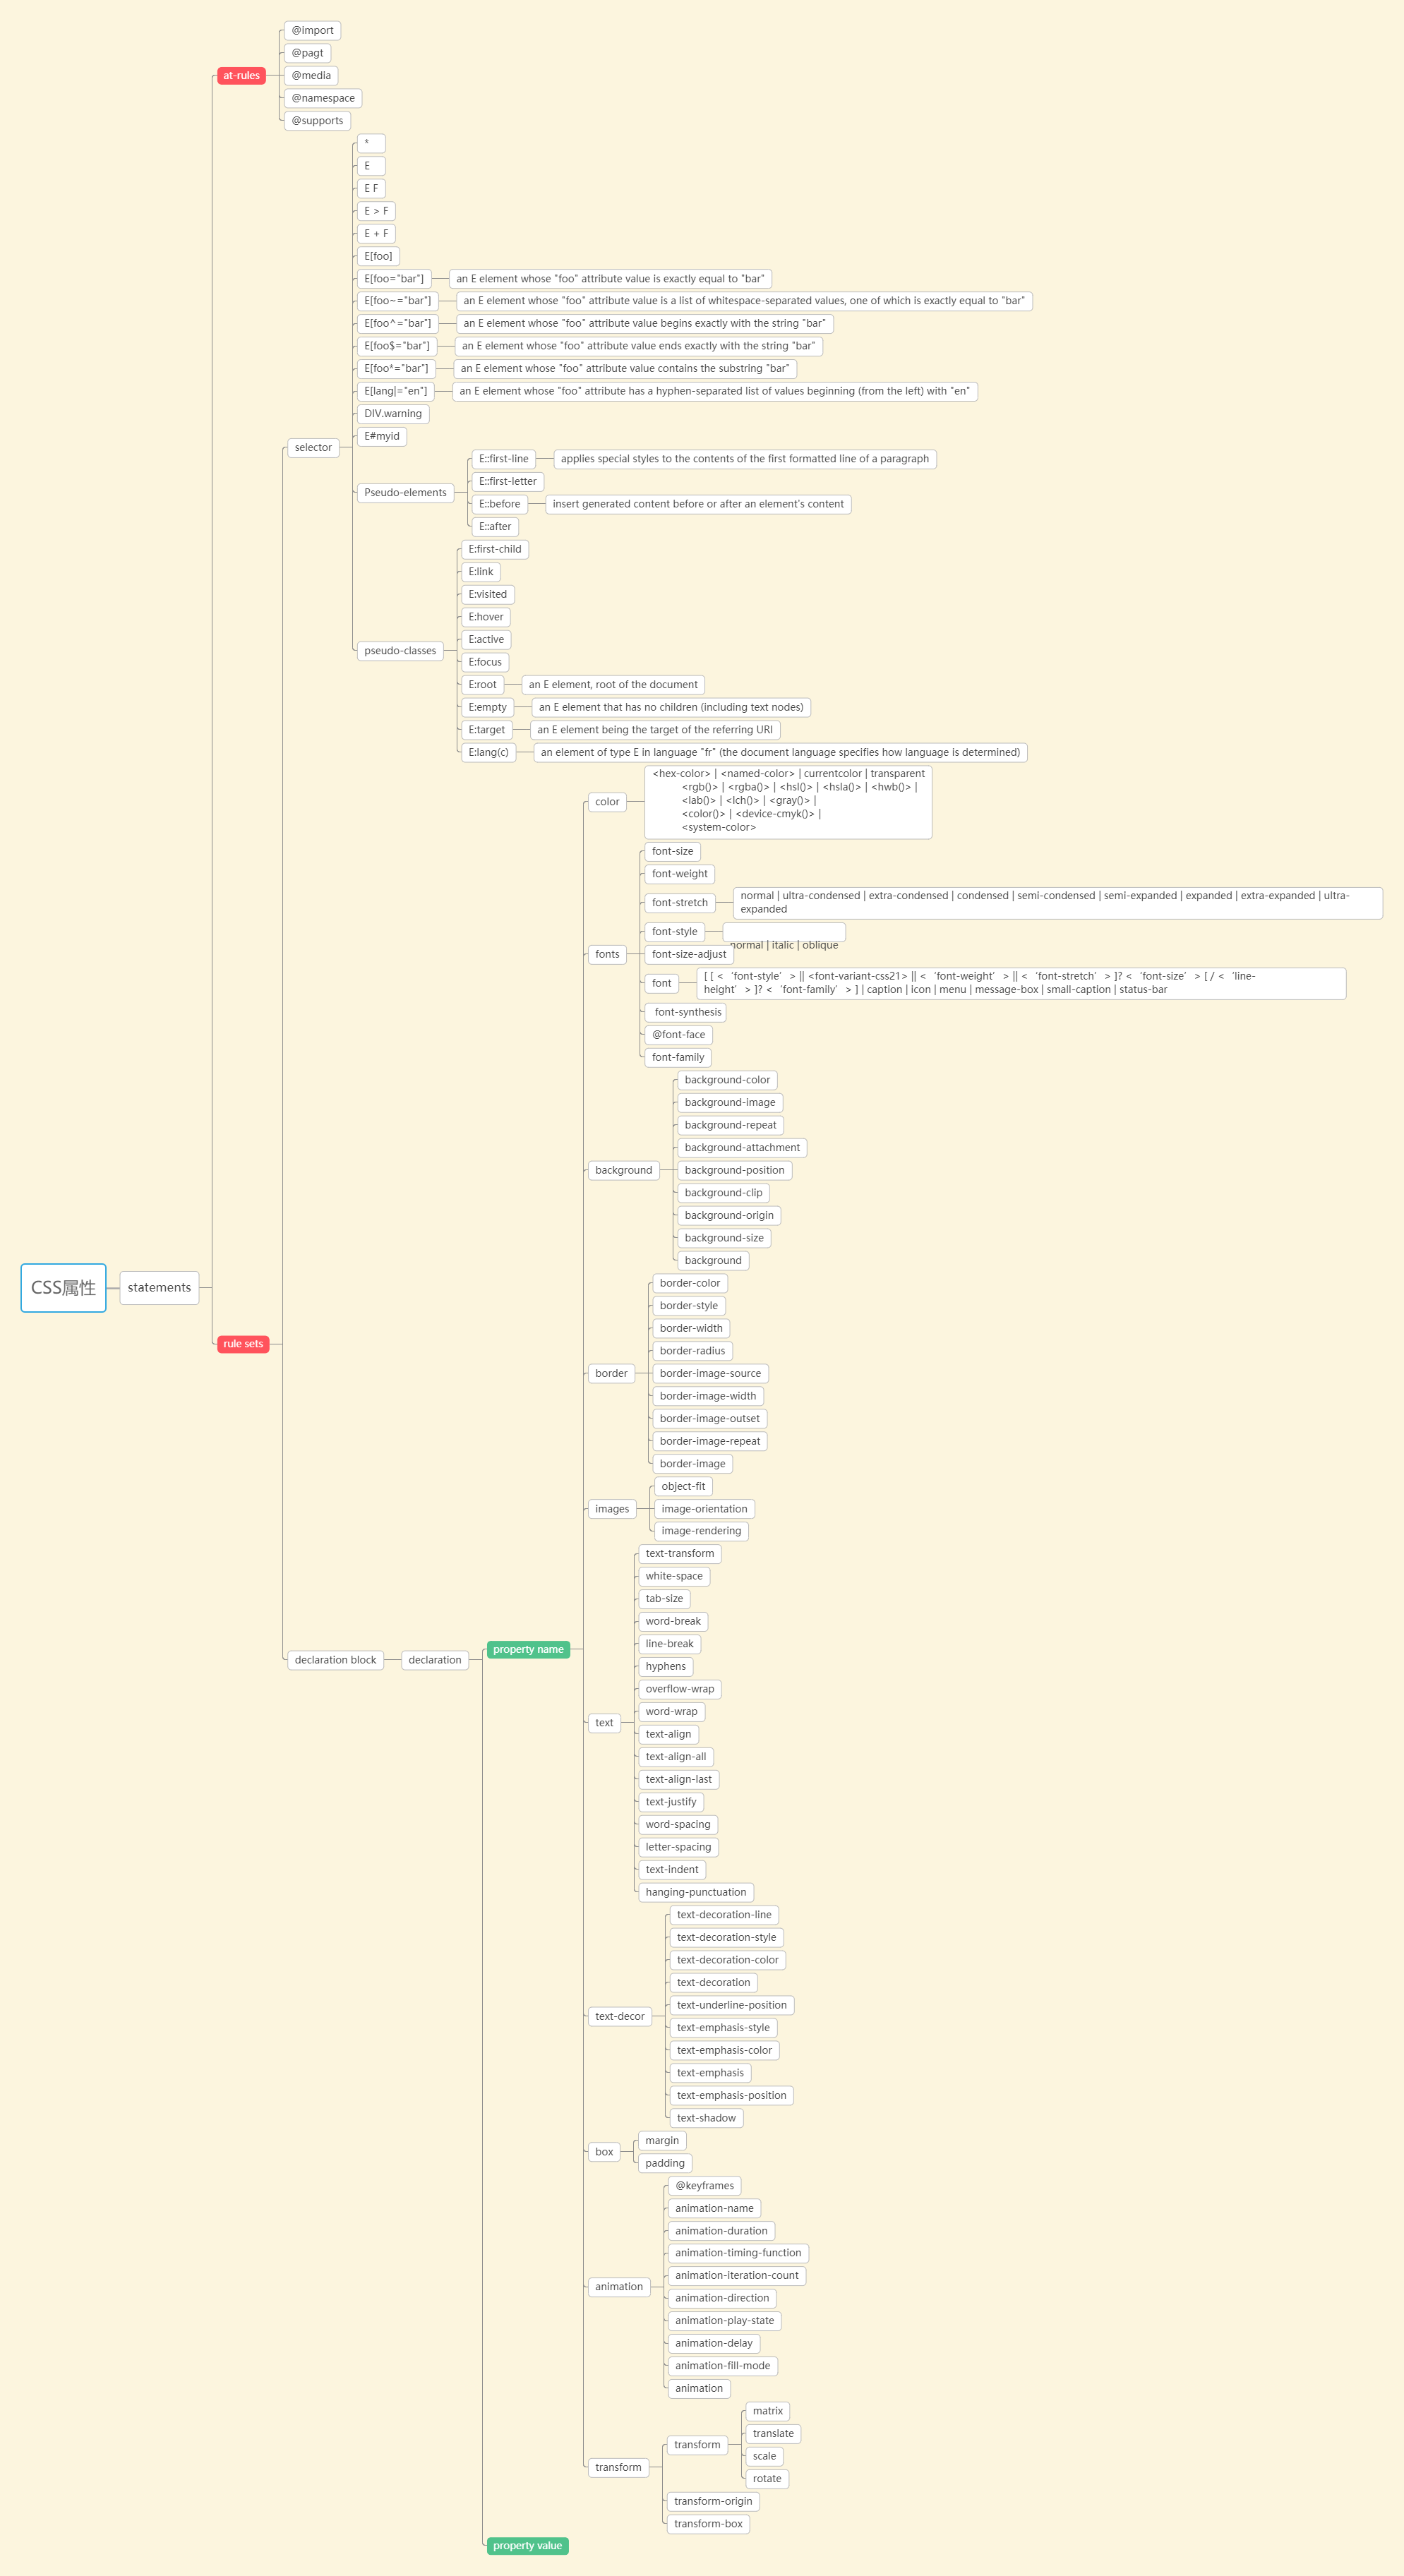 @import
@pagt
at-rules
@media
@namespace
@supports
*
E
E F
E > F
E + F
E[foo]
E[foo="bar"]
an E element whose "foo" attribute value is exactly equal to "bar"
E[foo~="bar"]
an E element whose "foo" attribute value is a list of whitespace-separated values, one of which is exactly equal to "bar"
E[foo^="bar"]
an E element whose "foo" attribute value begins exactly with the string "bar"
E[foo$="bar"]
an E element whose "foo" attribute value ends exactly with the string "bar"
E[foo*="bar"]
an E element whose "foo" attribute value contains the substring "bar"
E[lang|="en"]
an E element whose "foo" attribute has a hyphen-separated list of values beginning (from the left) with "en"
DIV.warning
E#myid
selector
Pseudo-elements
E::first-line
applies special styles to the contents of the first formatted line of a paragraph
E::first-letter
E::before
insert generated content before or after an element's content
E::after
pseudo-classes
E:first-child
E:link
E:visited
E:hover
E:active
E:focus
E:root
an E element, root of the document
E:empty
an E element that has no children (including text nodes)
E:target
an E element being the target of the referring URI
E:lang(c)
an element of type E in language "fr" (the document language specifies how language is determined)
color
<hex-color> | <named-color> | currentcolor | transparent
<rgb()> | <rgba()> | <hsl()> | <hsla()> | <hwb()> |
<lab()> | <lch()> | <gray()> |
<color()> | <device-cmyk()> |
<system-color>
fonts
font-size
font-weight
font-stretch
normal | ultra-condensed | extra-condensed | condensed | semi-condensed | semi-expanded | expanded | extra-expanded | ultra-
expanded
font-style
normal | italic | oblique
font-size-adjust
font
[ [ <‘font-style’> || <font-variant-css21> || <‘font-weight’> || <‘font-stretch’> ]? <‘font-size’> [ / <‘line-
height’> ]? <‘font-family’> ] | caption | icon | menu | message-box | small-caption | status-bar
font-synthesis
@font-face
font-family
background
background-color
background-image
background-repeat
background-attachment
background-position
background-clip
background-origin
background-size
background
CSS属性
statements
rule sets
border
border-color
border-style
border-width
border-radius
border-image-source
border-image-width
border-image-outset
border-image-repeat
border-image
images
object-fit
image-orientation
image-rendering
declaration block
declaration
property name
text
text-transform
white-space
tab-size
word-break
line-break
hyphens
overflow-wrap
word-wrap
text-align
text-align-all
text-align-last
text-justify
word-spacing
letter-spacing
text-indent
hanging-punctuation
text-decor
text-decoration-line
text-decoration-style
text-decoration-color
text-decoration
text-underline-position
text-emphasis-style
text-emphasis-color
text-emphasis
text-emphasis-position
text-shadow
box
margin
padding
animation
@keyframes
animation-name
animation-duration
animation-timing-function
animation-iteration-count
animation-direction
animation-play-state
animation-delay
animation-fill-mode
animation
transform
transform
matrix
translate
scale
rotate
transform-origin
transform-box
property value